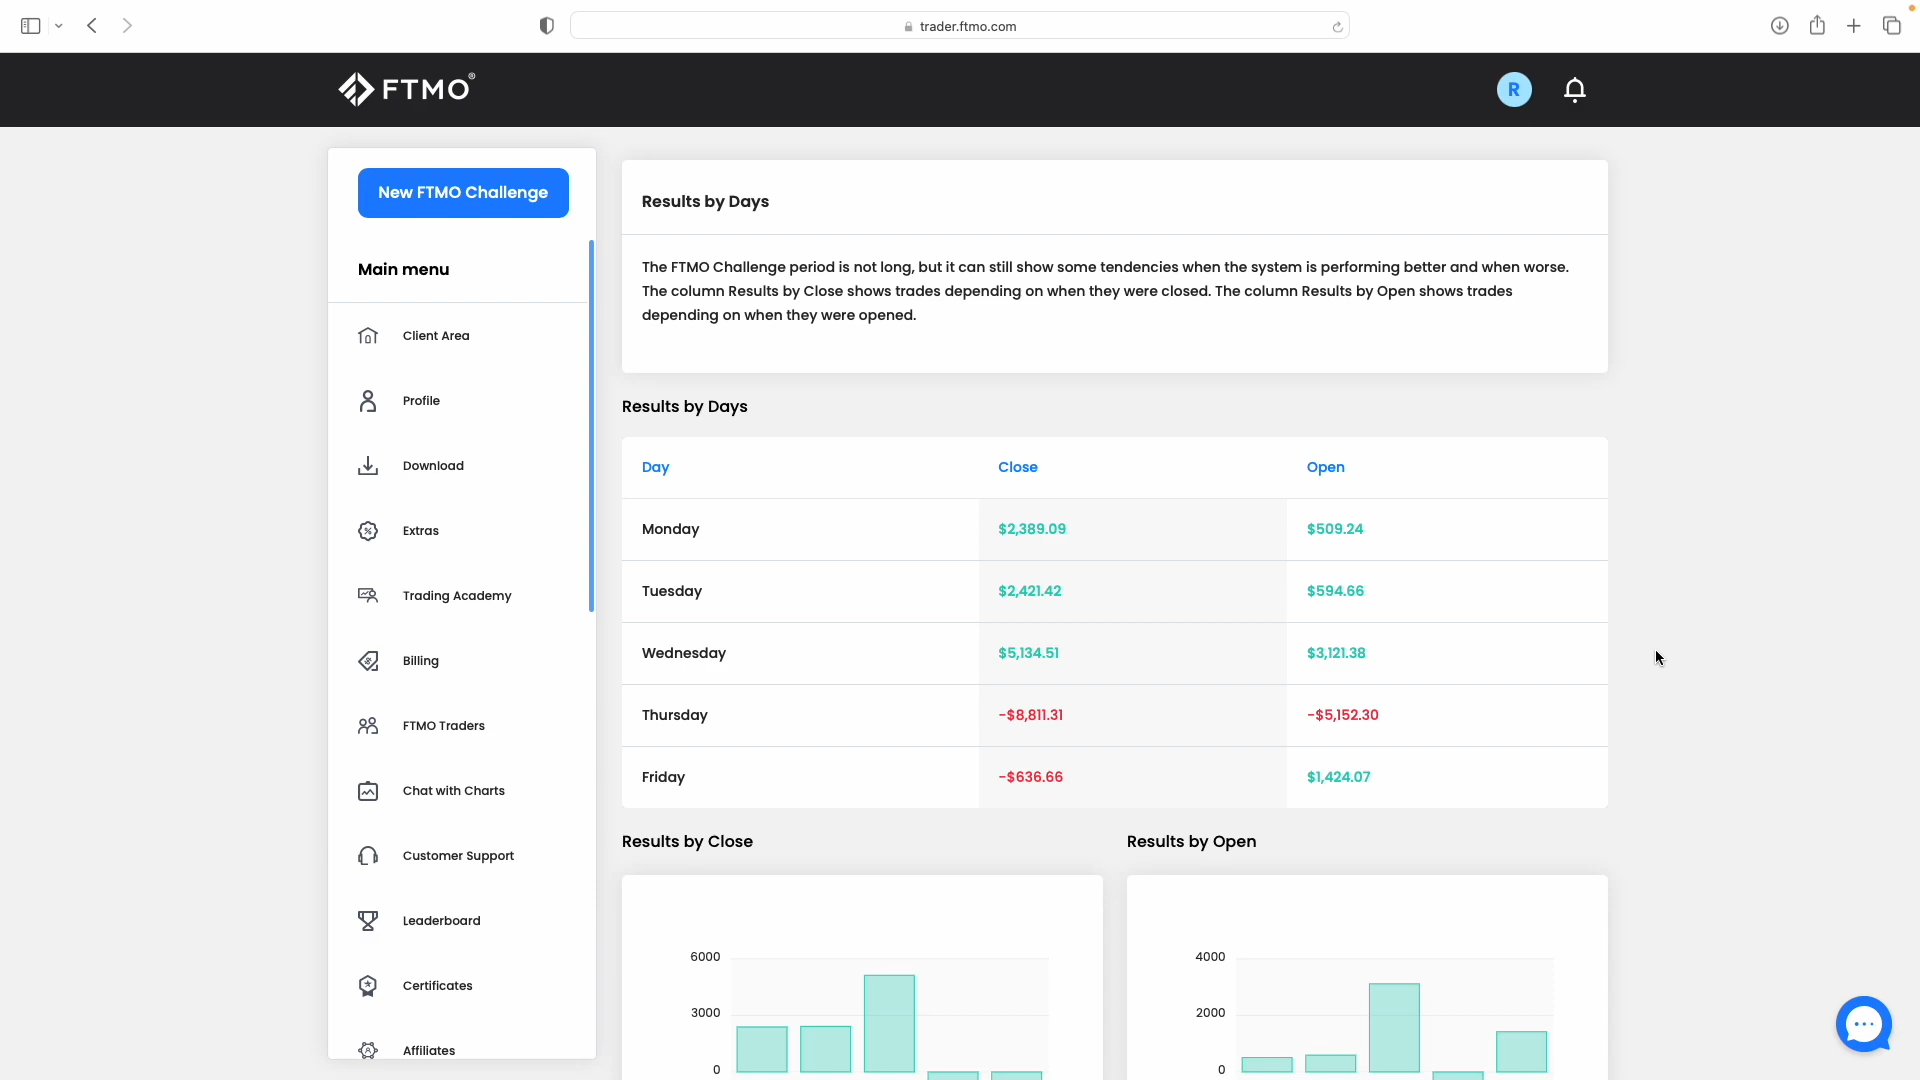 trader.ftmo.com
FTMO®
R
New FTMO Challenge
Main menu
Client Area
Profile
Download
Extras
Trading Academy
Billing
FTMO Traders
Chat with Charts
Customer Support
Leaderboard
Certificates
Affiliates
Results by Days
The FTMO Challenge period is not long, but it can still show some tendencies when the system is performing better and when worse.
The column Results by Close shows trades depending on when they were closed. The column Results by Open shows trades
depending on when they were opened.
Results by Days
Day Close Open
Monday $2,389.09 $509.24
Tuesday $2,421.42 $594.66
Wednesday $5,134.51 $3,121.38
Thursday -$8,811.31 -$5,152.30
Friday -$636.66 $1,424.07
Results by Close
6000
3000
0
Results by Open
4000
2000
0